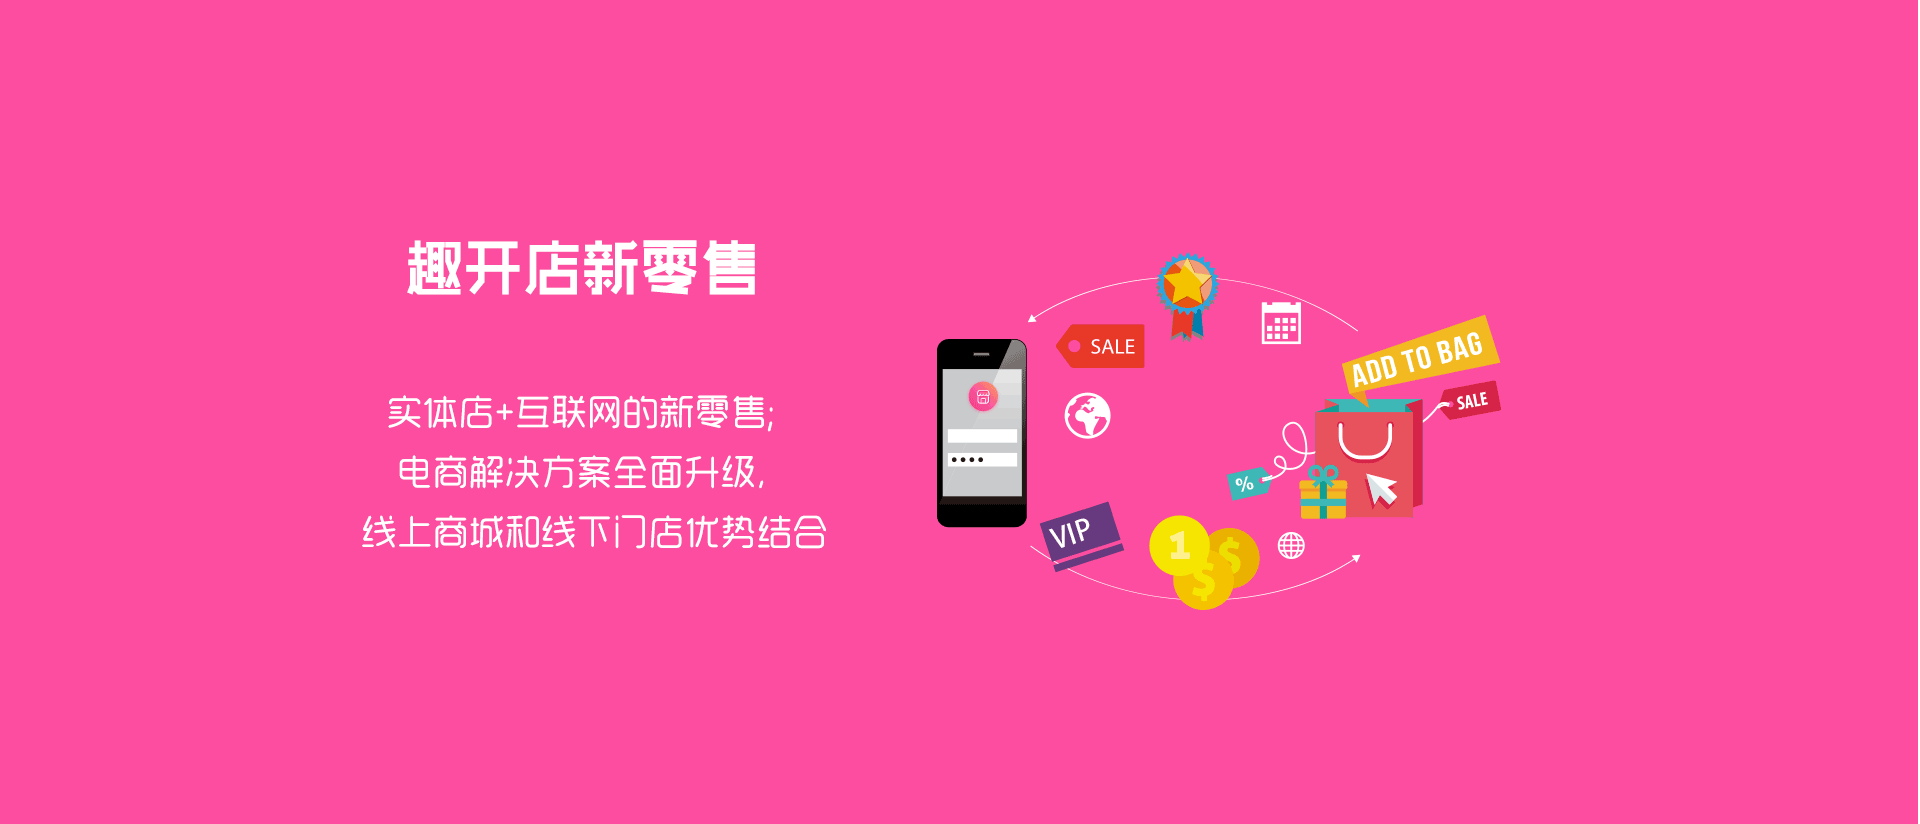 趣开店新零售
实体店+互联网的新零售;
电商解决方案全面升级,
线上商城和线下门店优势结合
SALE
ADD TO BAG
SALE
%
VIP
1
$
$